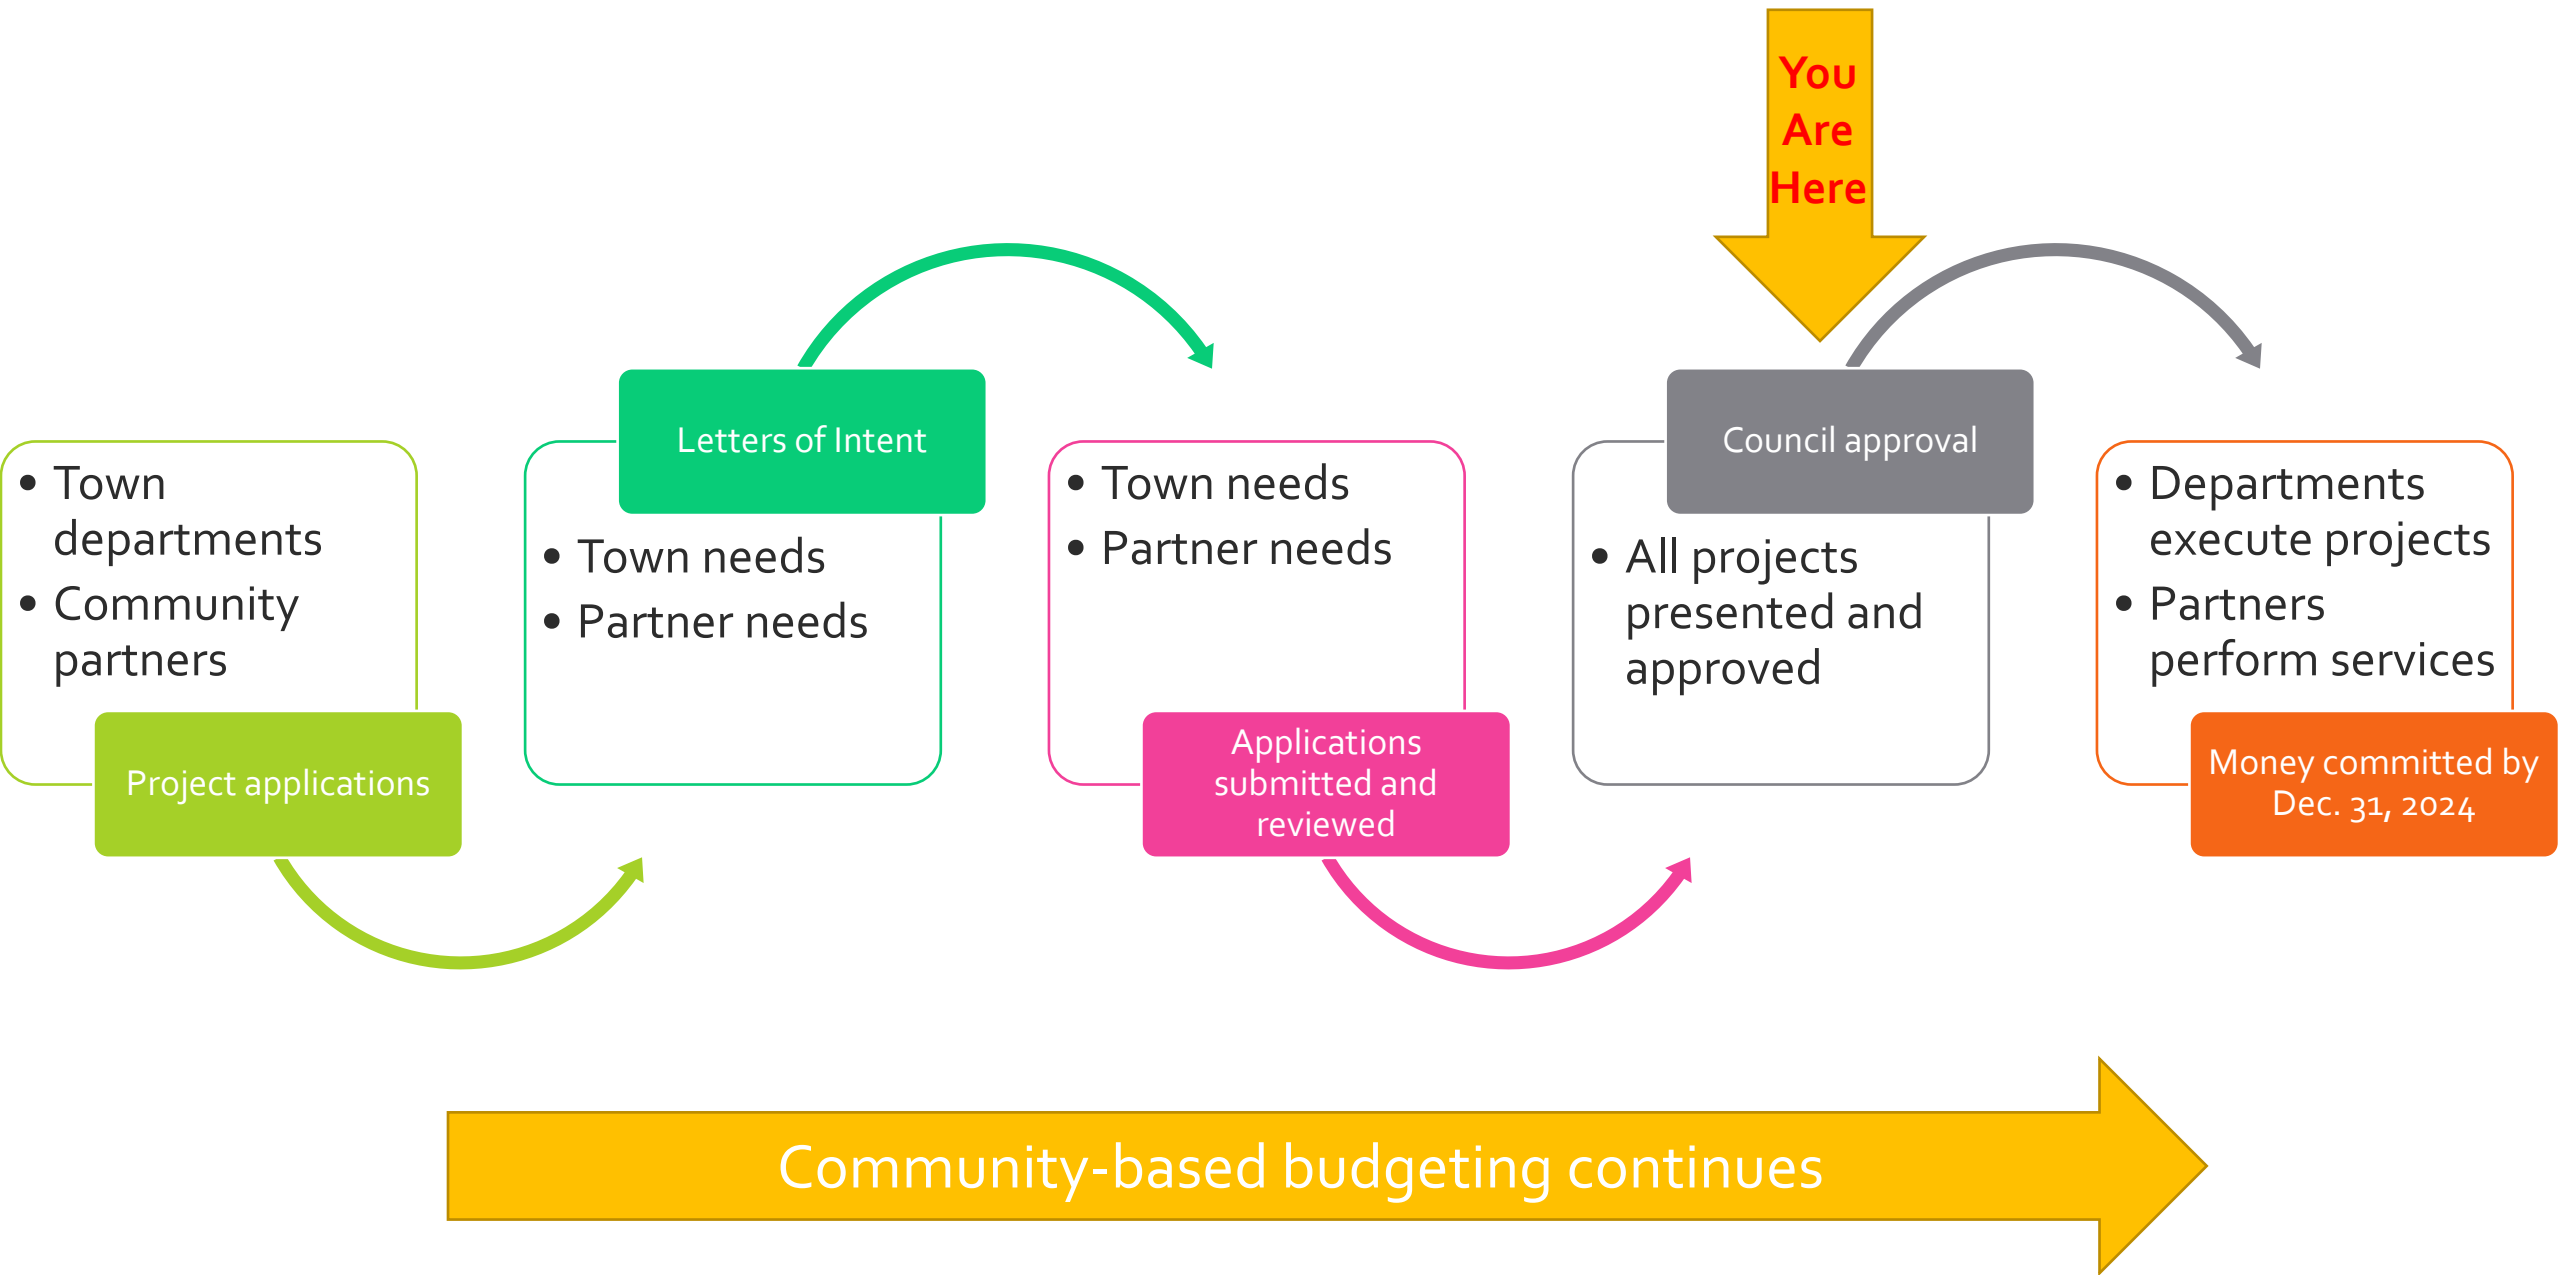 You
Are
Here
• Town
departments
• Community
partners
Project applications
Letters of Intent
• Town needs
• Partner needs
• Town needs
• Partner needs
Applications
submitted and
reviewed
Council approval
• All projects
presented and
approved
• Departments
execute projects
• Partners
perform services
Money committed by
Dec. 31, 2024
Community-based budgeting continues